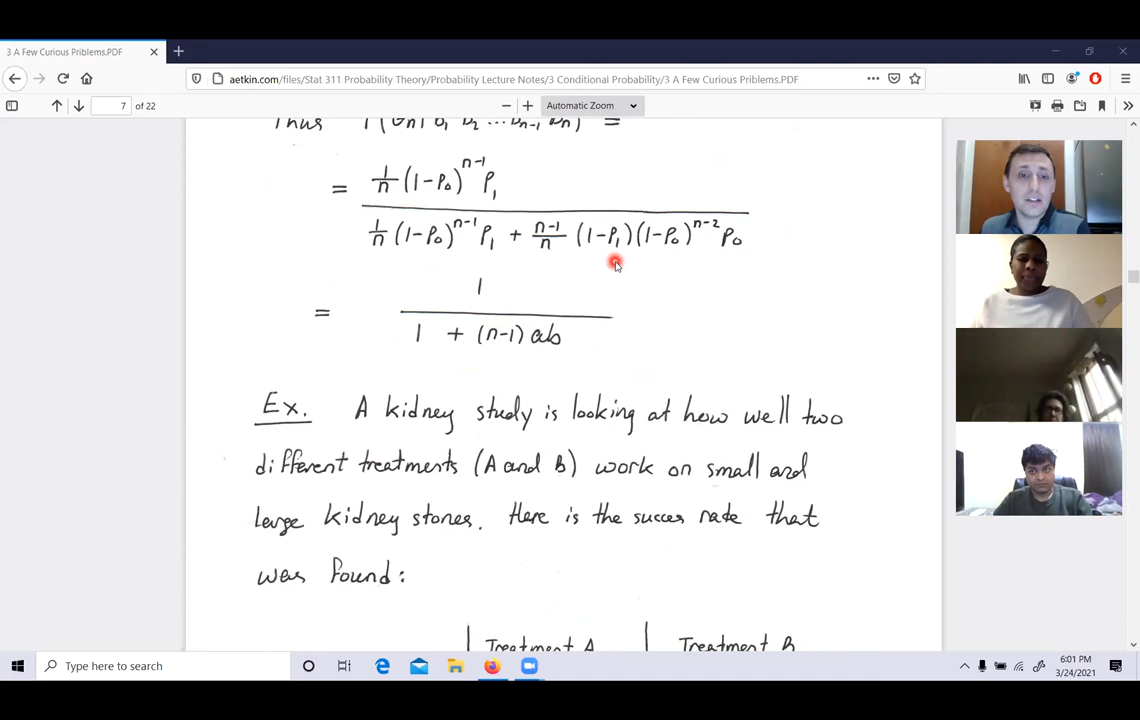 3 A Few Curious Priblems.PDF
aetkin.com/files/Stat 311 Probability Theory/Probability Lecture Notes/3 Conditional Probability/3 A Few Curious Priblems.PDF
7 of 22
Automatic Zoom
Thus
= 1/n (1-P₀)^(n-1) P₁
1/n (1-P₀)^(n-1) P₁ + (n-1)/n (1-P₁)(1-P₀)^(n-2) P₀
= 1
1 + (n-1) ab
Ex. A kidney study is looking at how well two
different treatments (A and B) work on small and
large kidney stones. Here is the succes rate that
was found:
Treatment A Treatment B
Type here to search
6:01 PM
3/24/2021